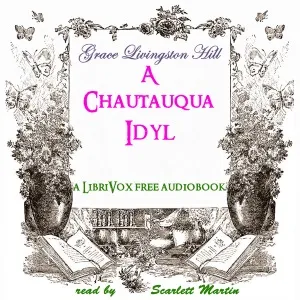 Grace Livingston Hill
A
Chautauqua
Idyl
a LibriVox free audiobook
read by Scarlett Martin